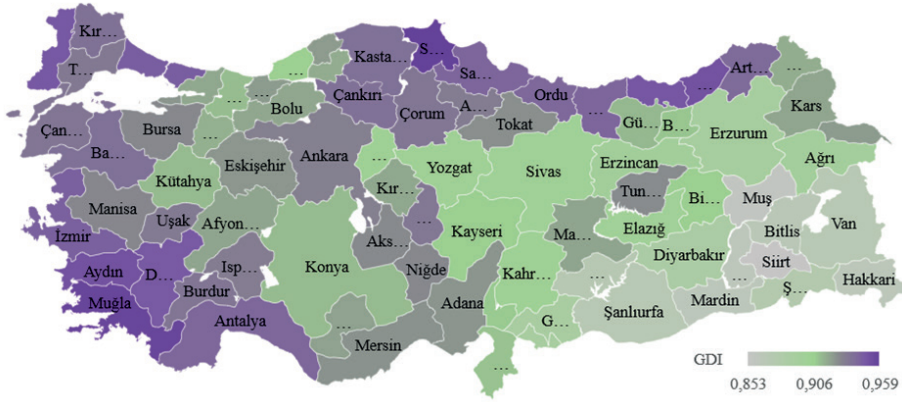 Kır…
T…
Kasta…
S…
Sa…
Ordu
…
…
…
Art…
…
Kars
…
…
…
Bolu
Çankırı
Çorum
A…
Tokat
Gü…
B…
Erzurum
Çan…
Ba…
Bursa
…
Eskişehir
Ankara
…
Yozgat
Sivas
Erzincan
Ağrı
Kütahya
Kır…
Tun…
Bi…
Muş
Manisa
Uşak
Afyon…
…
Aks…
Kayseri
Ma…
Elazığ
Bitlis
Van
İzmir
Aydın
D…
Isp…
Konya
Niğde
Kahr…
…
Diyarbakır
Siirt
…
Hakkari
Muğla
Burdur
Antalya
…
Mersin
Adana
G…
Şanlıurfa
Mardin
Ş…
…
GDI
0,853 0,906 0,959